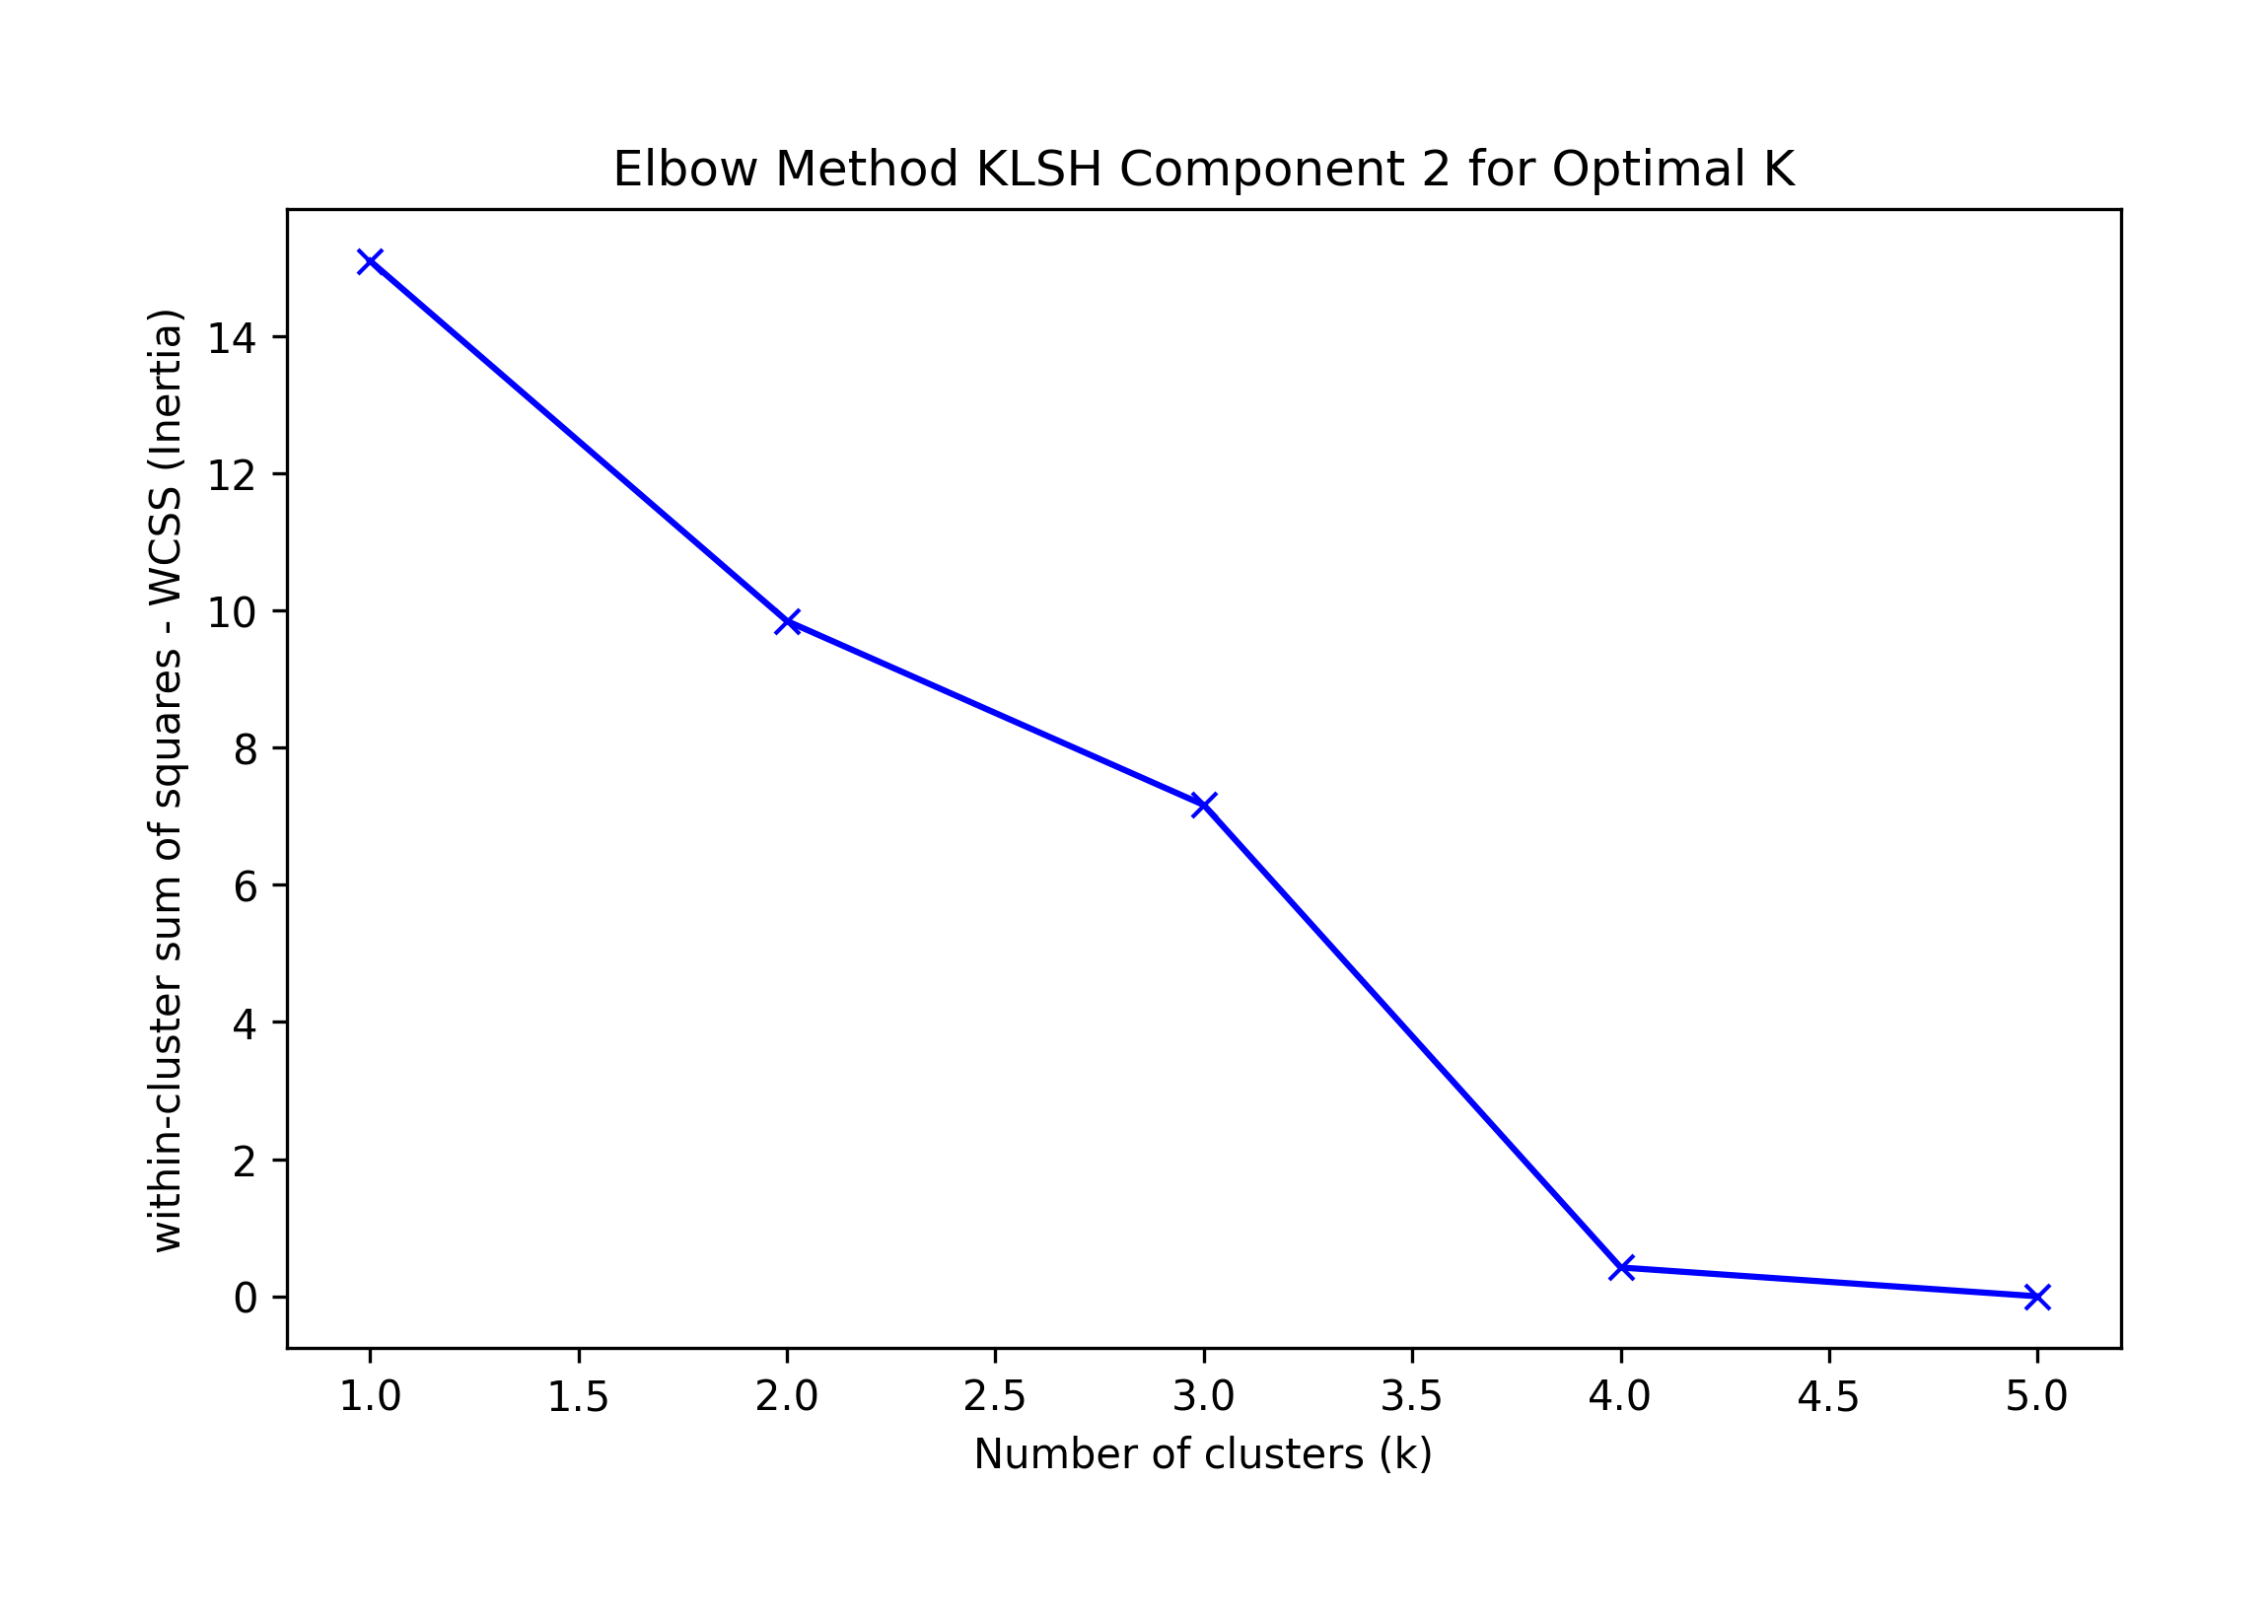 Elbow Method KLSH Component 2 for Optimal K
within-cluster sum of squares - WCSS (Inertia)
14
12
10
8
6
4
2
0
1.0 1.5 2.0 2.5 3.0 3.5 4.0 4.5 5.0
Number of clusters (k)